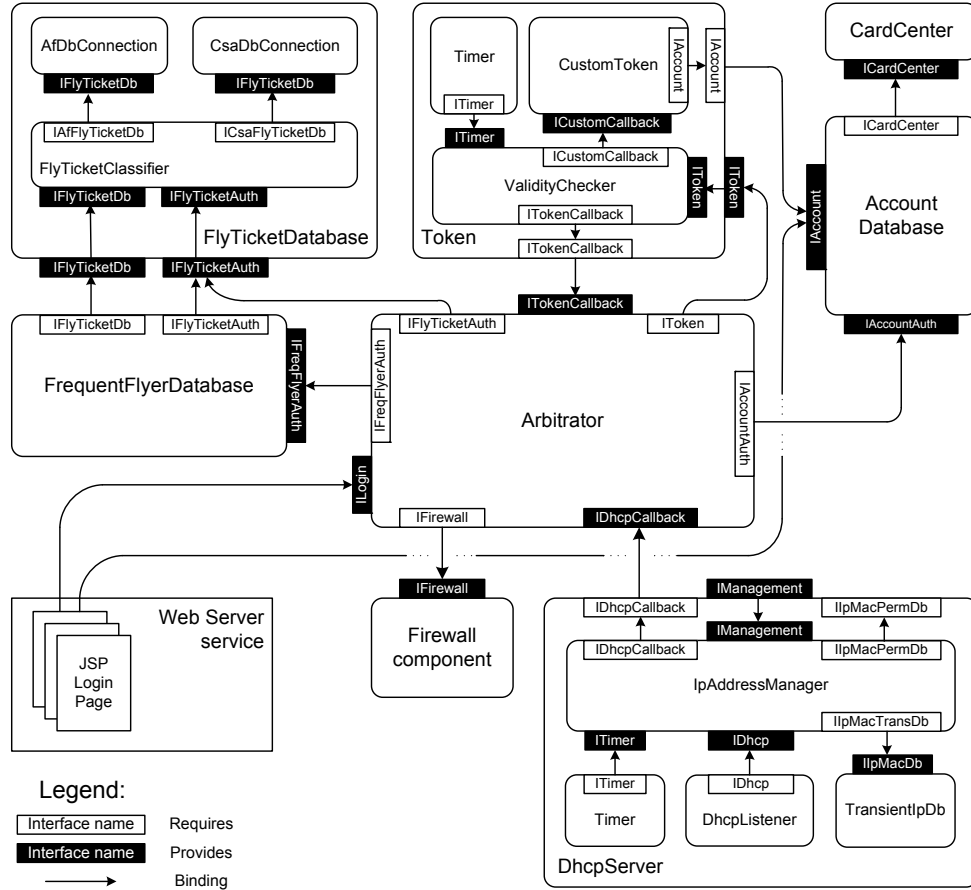 AfDbConnection
IFlyTicketDb
CsaDbConnection
IFlyTicketDb
IAfFlyTicketDb
ICsaFlyTicketDb
FlyTicketClassifier
IFlyTicketDb
IFlyTicketAuth
FlyTicketDatabase
IFlyTicketDb
IFlyTicketAuth
Timer
ITimer
ITimer
CustomToken
IAccount
IAccount
ICustomCallback
ICustomCallback
ValidityChecker
IToken
IToken
ITokenCallback
Token
ITokenCallback
CardCenter
ICardCenter
ICardCenter
IAccount
Account
Database
IAccountAuth
IFlyTicketDb
IFlyTicketAuth
FrequentFlyerDatabase
IFreqFlyerAuth
ITokenCallback
IFlyTicketAuth
IToken
IFreqFlyerAuth
Arbitrator
IAccountAuth
ILogin
IFirewall
IDhcpCallback
IFirewall
Firewall
component
Web Server
service
JSP
Login
Page
IDhcpCallback
IManagement
IIpMacPermDb
IDhcpCallback
IManagement
IIpMacPermDb
IpAddressManager
IIpMacTransDb
ITimer
IDhcp
IIpMacDb
ITimer
Timer
IDhcp
DhcpListener
TransientIpDb
DhcpServer
Legend:
Interface name
Requires
Interface name
Provides
Binding